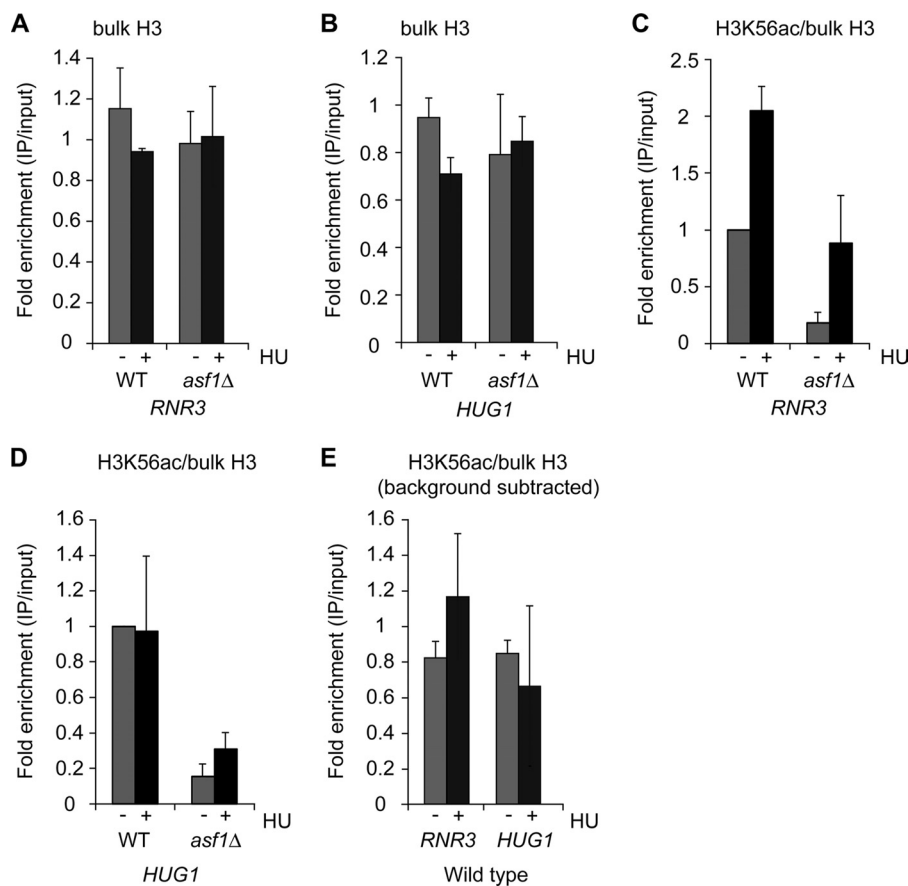 A bulk H3
Fold enrichment (IP/input)
1.4
1.2
1
0.8
0.6
0.4
0.2
0
- + - + HU
WT asf1Δ
RNR3
B bulk H3
Fold enrichment (IP/input)
1.2
1
0.8
0.6
0.4
0.2
0
- + - + HU
WT asf1Δ
HUG1
C H3K56ac/bulk H3
Fold enrichment (IP/input)
2.5
2
1.5
1
0.5
0
- + - + HU
WT asf1Δ
RNR3
D H3K56ac/bulk H3
Fold enrichment (IP/input)
1.6
1.4
1.2
1
0.8
0.6
0.4
0.2
0
- + - + HU
WT asf1Δ
HUG1
E H3K56ac/bulk H3
(background subtracted)
Fold enrichment (IP/input)
1.6
1.4
1.2
1
0.8
0.6
0.4
0.2
0
- + - + HU
RNR3 HUG1
Wild type